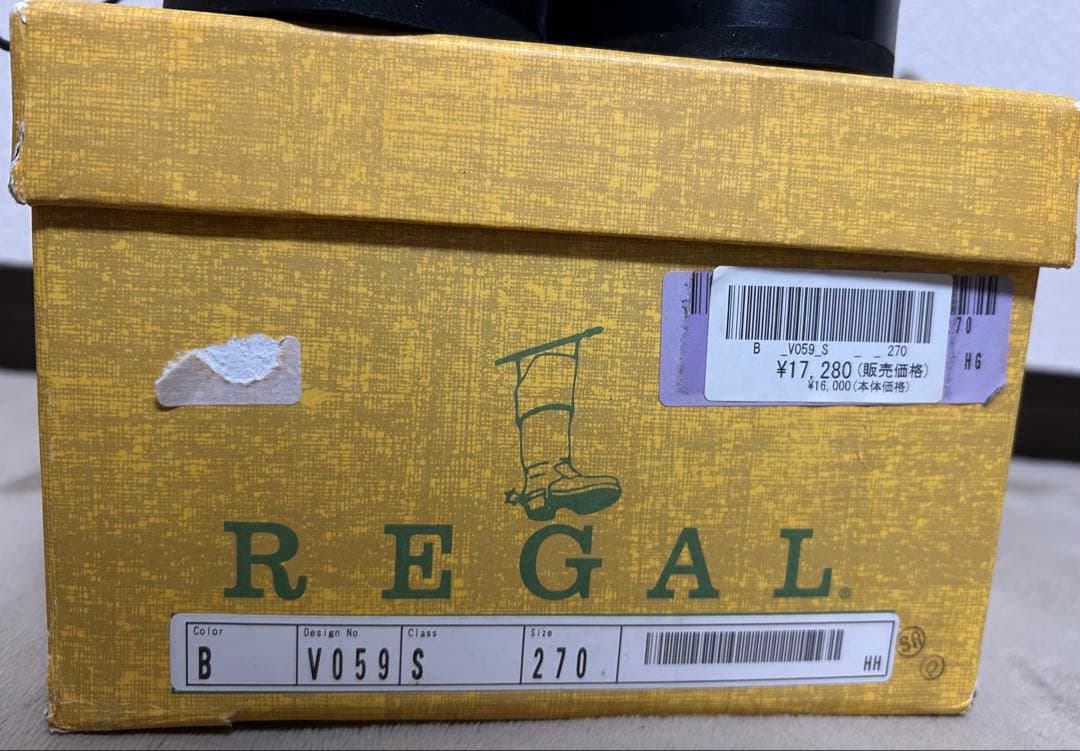 70
HG
B _V059_S _ _ 270
¥17,280(販売価格)
¥16,000(本体価格)
REGAL®
Color Design No. Class Size
B V059 S 270 HH
SR